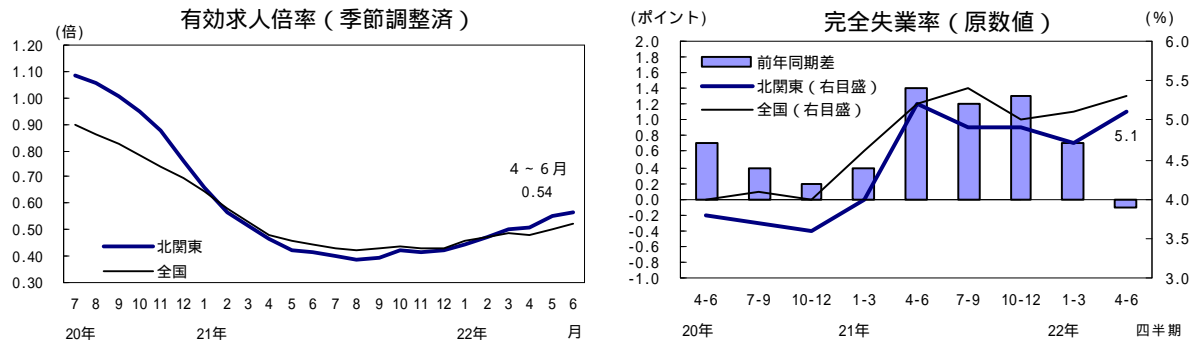 有効求人倍率（季節調整済）
(倍)
1.20
1.10
1.00
0.90
0.80
0.70
0.60
0.50
0.40
0.30
4～6月
0.54
北関東
全国
7 8 9 10 11 12 1 2 3 4 5 6 7 8 9 10 11 12 1 2 3 4 5 6
20年 21年 22年 月
完全失業率（原数値）
(ポイント) (%)
2.0
1.8
1.6
1.4
1.2
1.0
0.8
0.6
0.4
0.2
0.0
-0.2
-0.4
-0.6
-0.8
-1.0
前年同期差
北関東（右目盛）
全国（右目盛）
5.1
6.0
5.5
5.0
4.5
4.0
3.5
3.0
4-6 7-9 10-12 1-3 4-6 7-9 10-12 1-3 4-6
20年 21年 22年 四半期